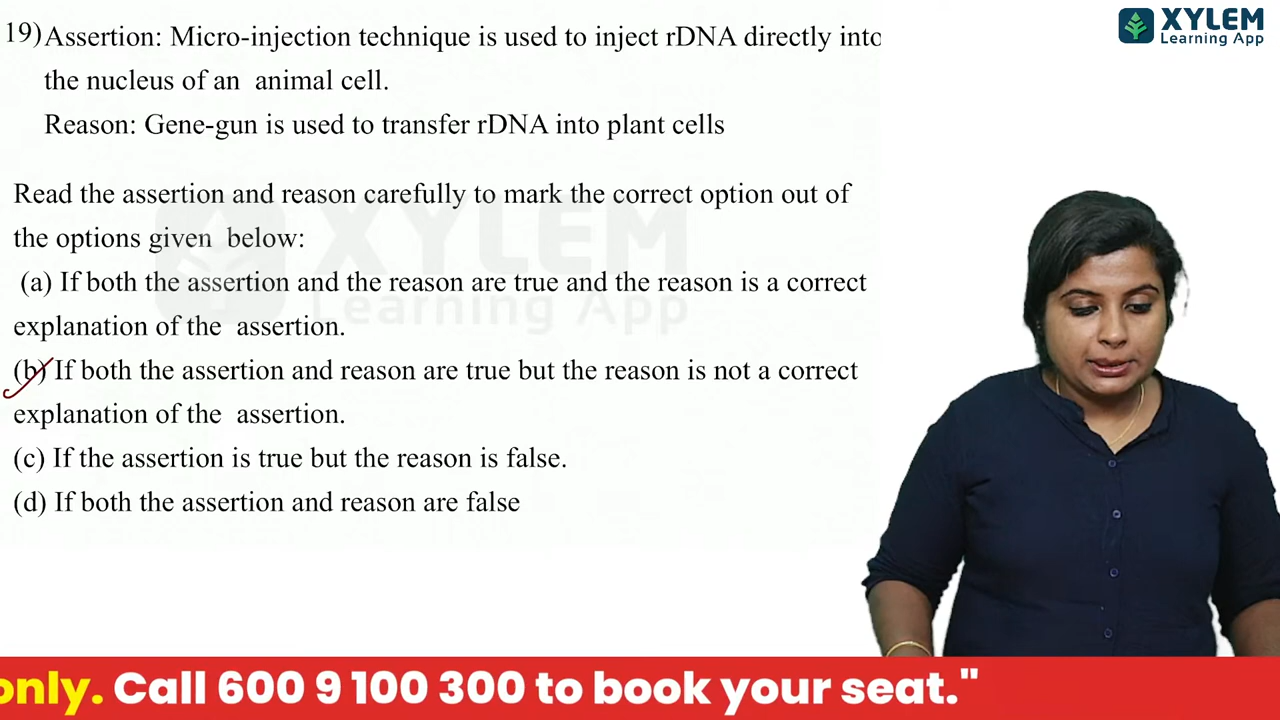 19) Assertion: Micro-injection technique is used to inject rDNA directly into
the nucleus of an animal cell.
Reason: Gene-gun is used to transfer rDNA into plant cells
Read the assertion and reason carefully to mark the correct option out of
the options given below:
(a) If both the assertion and the reason are true and the reason is a correct
explanation of the assertion.
(b) If both the assertion and reason are true but the reason is not a correct
explanation of the assertion.
(c) If the assertion is true but the reason is false.
(d) If both the assertion and reason are false
XYLEM
Learning App
XYLEM
Learning App
only. Call 600 9 100 300 to book your seat."